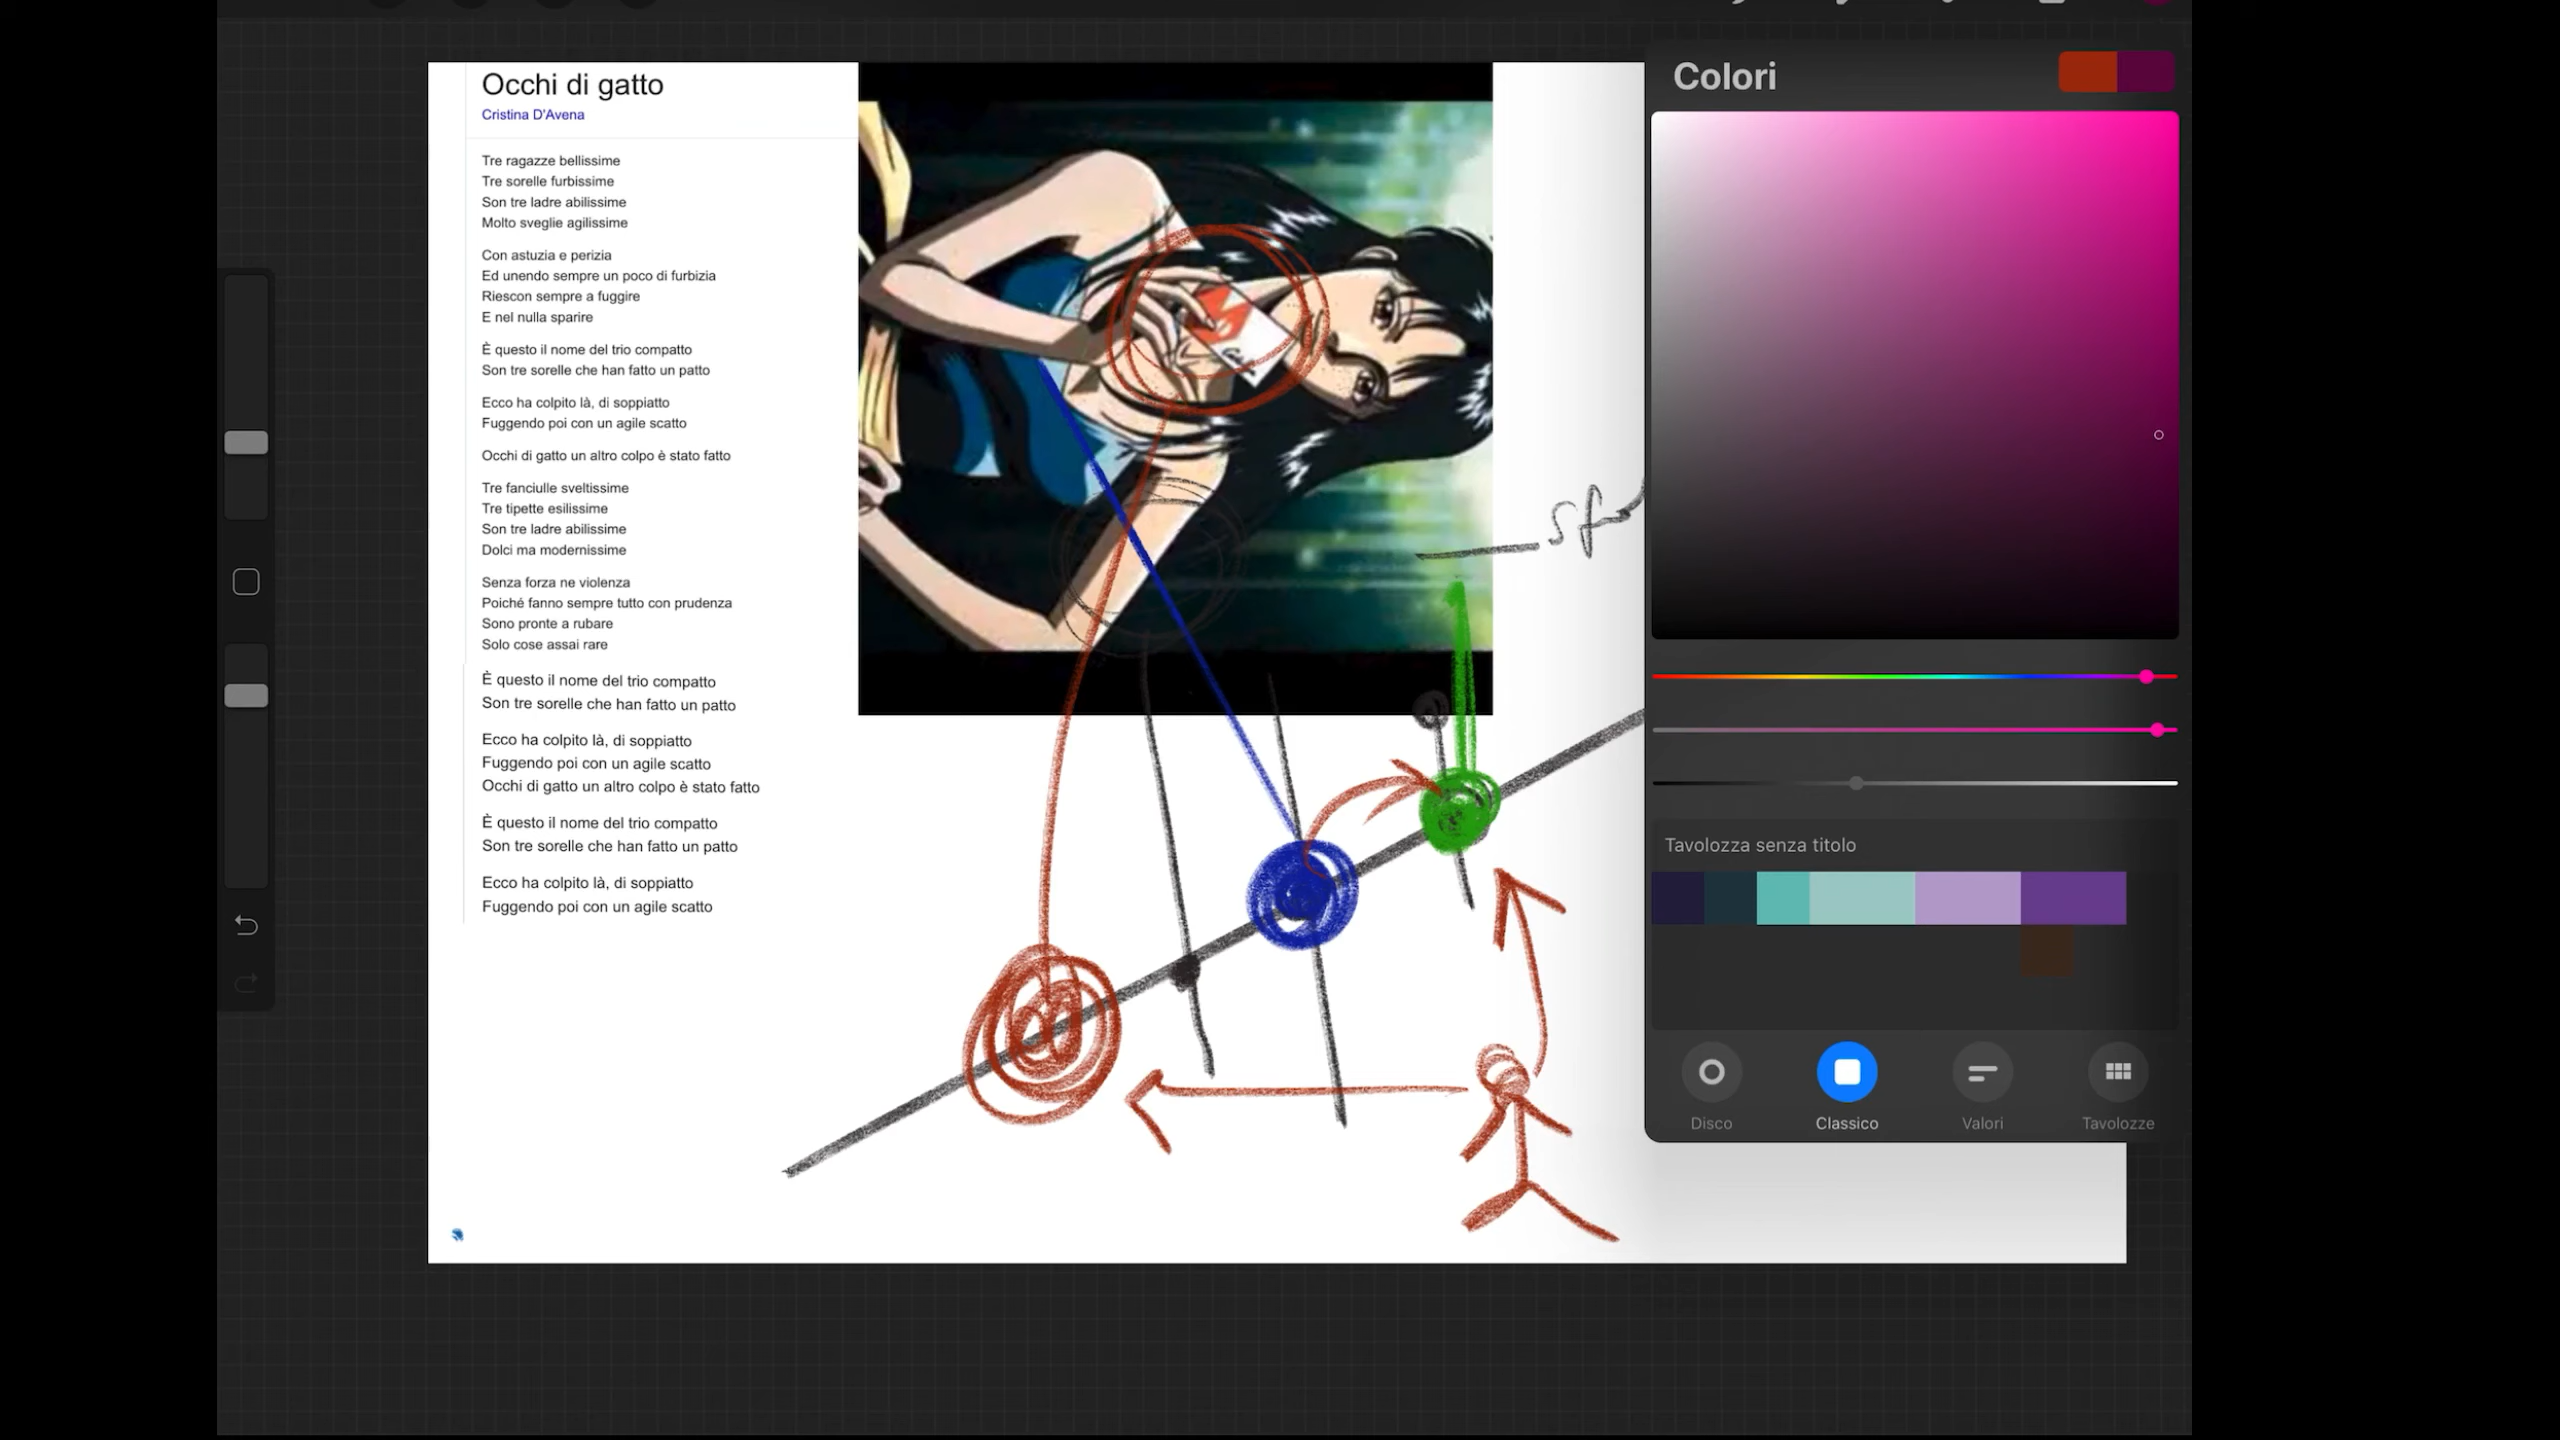 Occhi di gatto
Cristina D'Avena
Tre ragazze bellissime
Tre sorelle furbissime
Son tre ladre abilissime
Molto sveglie agilissime
Con astuzia e perizia
Ed unendo sempre un poco di furbizia
Riescon sempre a fuggire
E nel nulla sparire
È questo il nome del trio compatto
Son tre sorelle che han fatto un patto
Ecco ha colpito là, di soppiatto
Fuggendo poi con un agile scatto
Occhi di gatto un altro colpo è stato fatto
Tre fanciulle sveltissime
Tre tipette esilissime
Son tre ladre abilissime
Dolci ma modernissime
Senza forza ne violenza
Poiché fanno sempre tutto con prudenza
Sono pronte a rubare
Solo cose assai rare
È questo il nome del trio compatto
Son tre sorelle che han fatto un patto
Ecco ha colpito là, di soppiatto
Fuggendo poi con un agile scatto
Occhi di gatto un altro colpo è stato fatto
È questo il nome del trio compatto
Son tre sorelle che han fatto un patto
Ecco ha colpito là, di soppiatto
Fuggendo poi con un agile scatto
Colori
Tavolozza senza titolo
Disco
Classico
Valori
Tavolozze